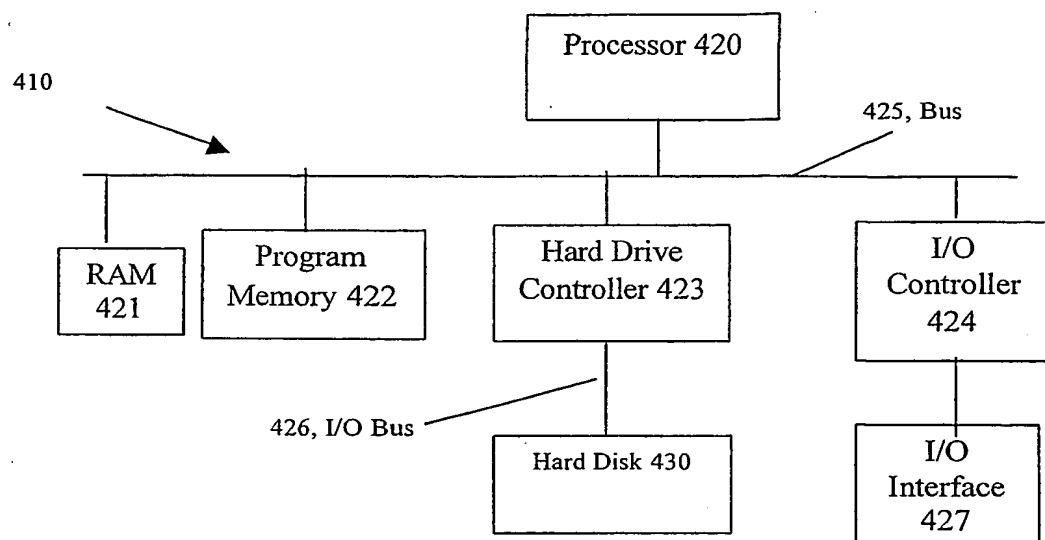 Processor 420
410
425, Bus
RAM
421
Program
Memory 422
Hard Drive
Controller 423
I/O
Controller
424
426, I/O Bus
Hard Disk 430
I/O
Interface
427